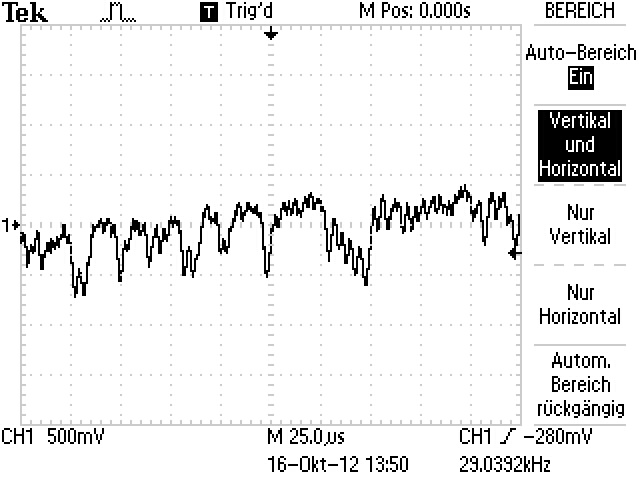 Tek
T Trig'd
M Pos: 0.000s
BEREICH
Auto-Bereich
Ein
Vertikal
und
Horizontal
Nur
Vertikal
Nur
Horizontal
Autom.
Bereich
rückgängig
1
CH1 500mV
M 25.0µs
CH1 -280mV
16-Okt-12 13:50
29.0392kHz